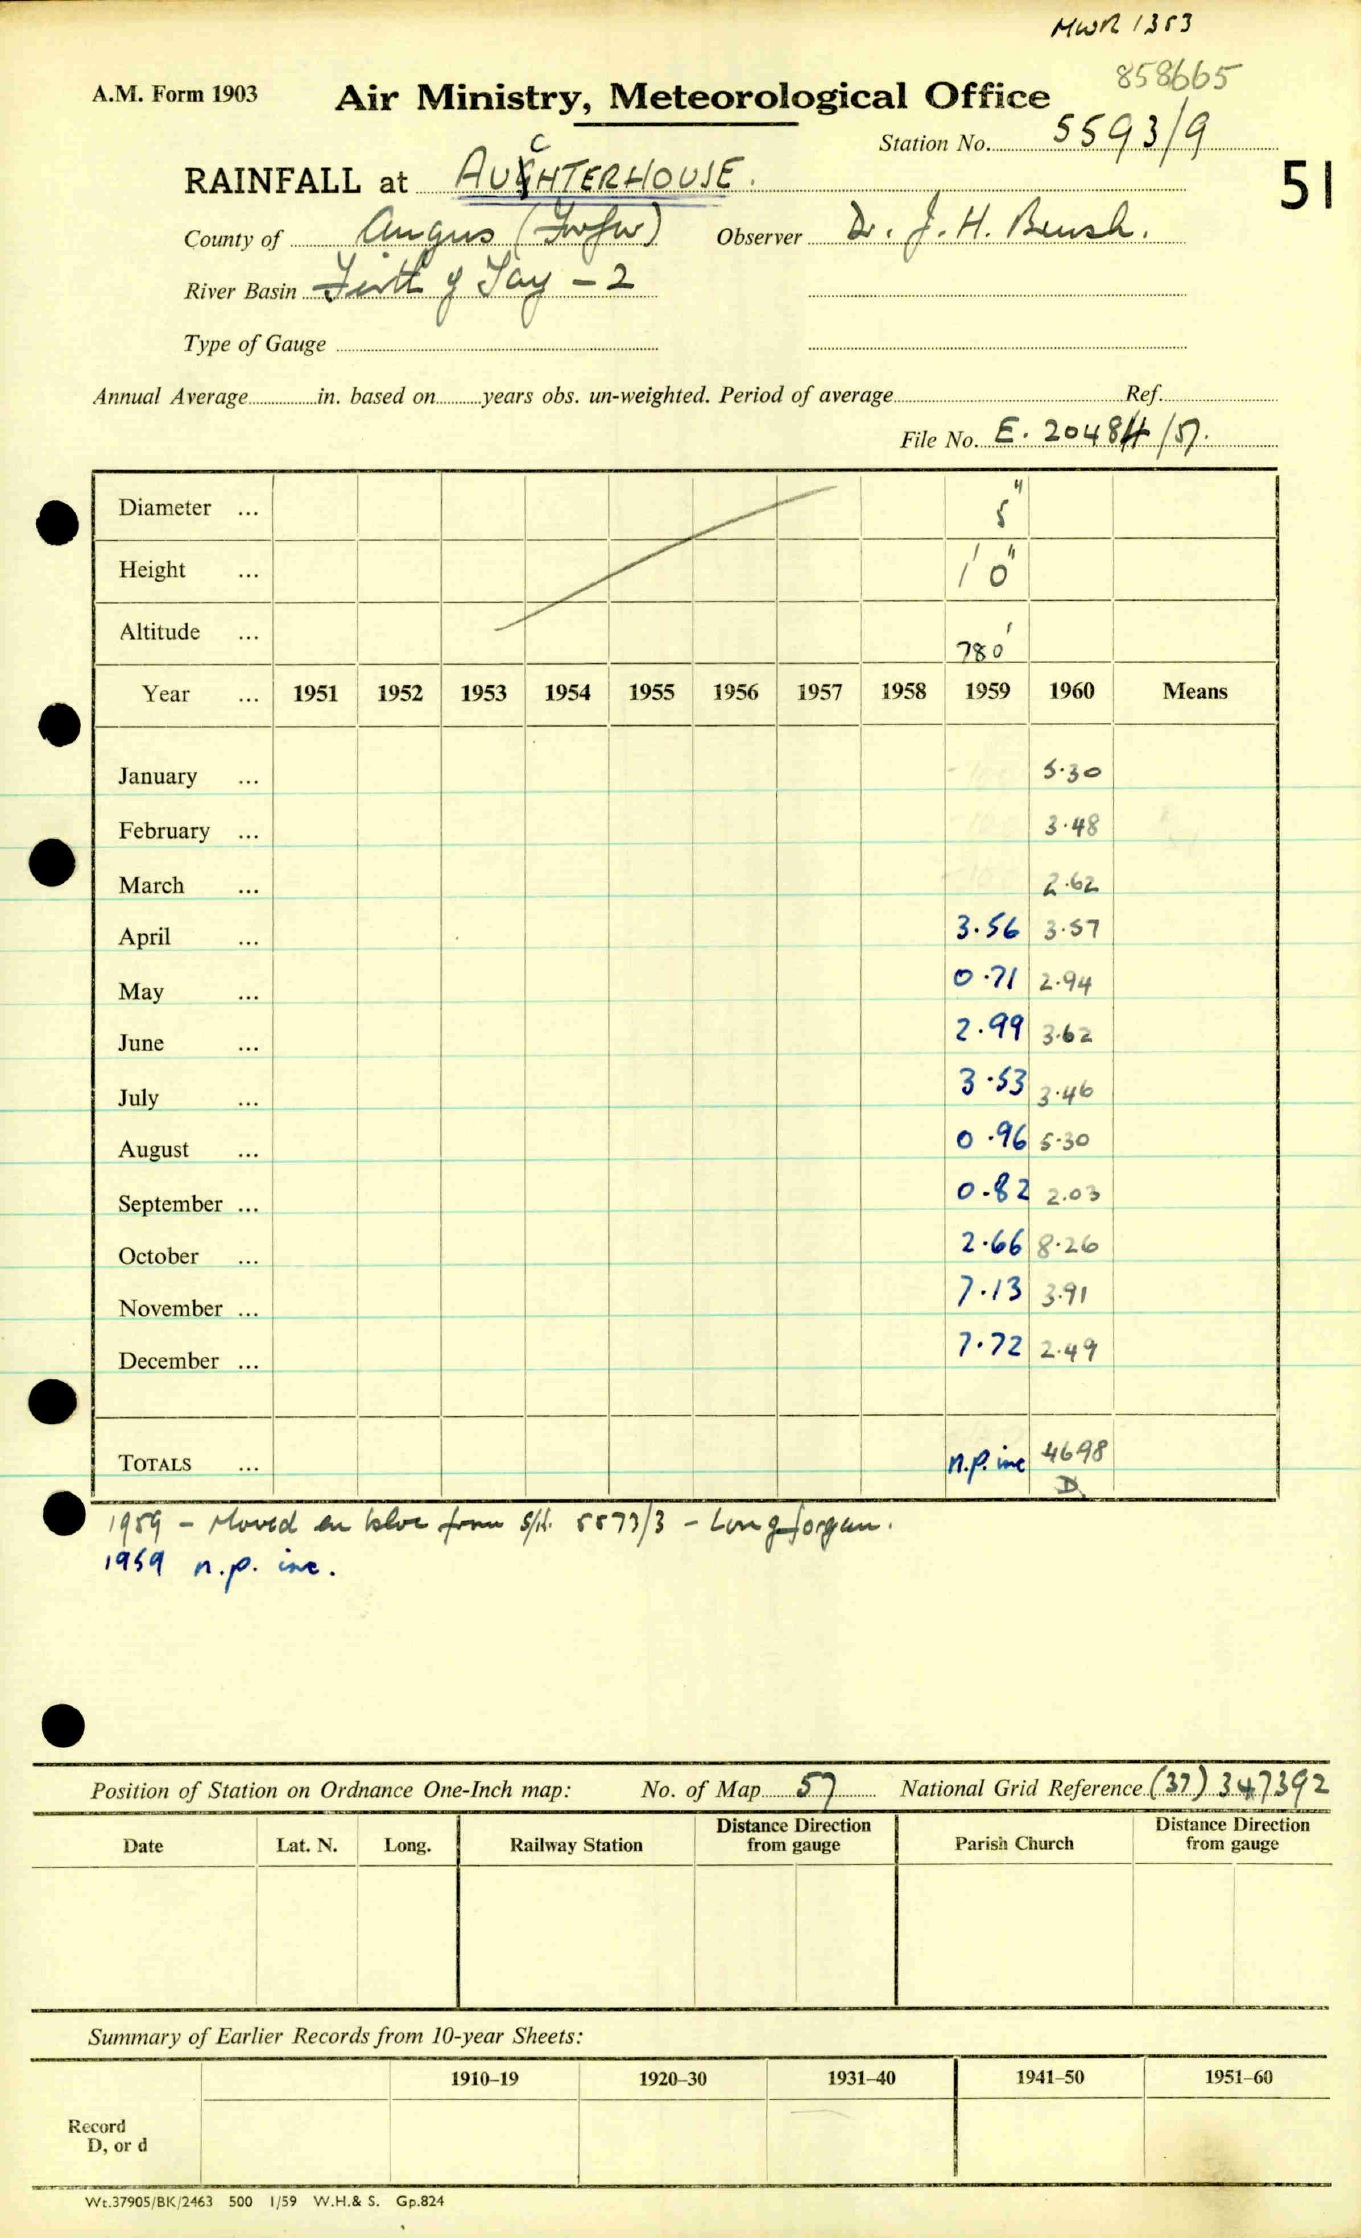 MWR 1353
858665
A.M. Form 1903 Air Ministry, Meteorological Office
Station No. 5593/9
51
RAINFALL at AUCHTERHOUSE.
County of Angus (Forfar) Observer Dr. J. H. Brush.
River Basin Firth of Tay - 2
Type of Gauge
Annual Average in. based on years obs. un-weighted. Period of average Ref.
File No. E. 20484/57.
Diameter ... 5"
Height ... 1' 0"
Altitude ... 780'
Year ... 1951 1952 1953 1954 1955 1956 1957 1958 1959 1960 Means
January ... 5.30
February ... 3.48
March ... 2.62
April ... 3.56 3.57
May ... 0.71 2.94
June ... 2.99 3.62
July ... 3.53 3.46
August ... 0.96 5.30
September ... 0.82 2.03
October ... 2.66 8.26
November ... 7.13 3.91
December ... 7.72 2.49
TOTALS ... n.p. inc 46.98
D
1959 - Moved en bloc from 5573/3 - Longforgan.
1959 n.p. inc.
Position of Station on Ordnance One-Inch map: No. of Map 57 National Grid Reference (37) 347392
Date Lat. N. Long. Railway Station Distance Direction from gauge Parish Church Distance Direction from gauge
Summary of Earlier Records from 10-year Sheets:
1910–19 1920–30 1931–40 1941–50 1951–60
Record
D, or d
Wt.37905/BK/2463 500 1/59 W.H.& S. Gp.824